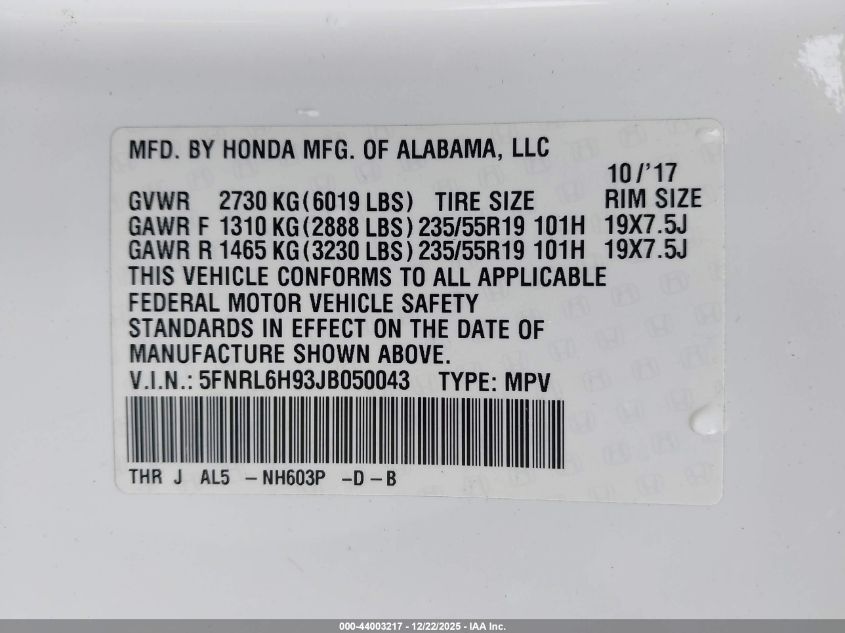 MFD. BY HONDA MFG. OF ALABAMA, LLC
10/'17
GVWR 2730 KG(6019 LBS) TIRE SIZE RIM SIZE
GAWR F 1310 KG(2888 LBS) 235/55R19 101H 19X7.5J
GAWR R 1465 KG(3230 LBS) 235/55R19 101H 19X7.5J
THIS VEHICLE CONFORMS TO ALL APPLICABLE
FEDERAL MOTOR VEHICLE SAFETY
STANDARDS IN EFFECT ON THE DATE OF
MANUFACTURE SHOWN ABOVE.
V.I.N.: 5FNRL6H93JB050043 TYPE: MPV
THR J AL5 -NH603P -D-B
000-44003217 - 12/22/2025 - IAA Inc.